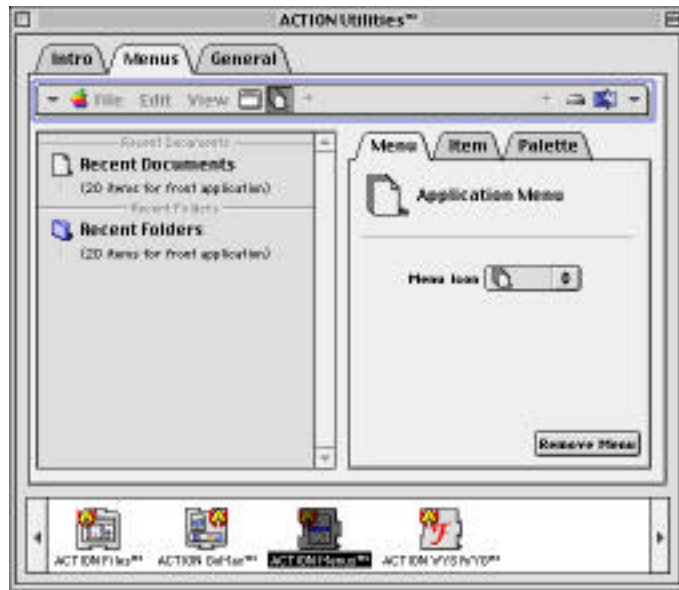 ACTION Utilities™
Intro Menus General
File Edit View
Recent Documents
Recent Documents
(20 items for front application)
Recent Folders
Recent Folders
(20 items for front application)
Menu Item Palette
Application Menu
Menu Icon
Remove Menu
ACTION Files™ ACTION GoMac™ ACTION Menus™ ACTION WYSIWYG™